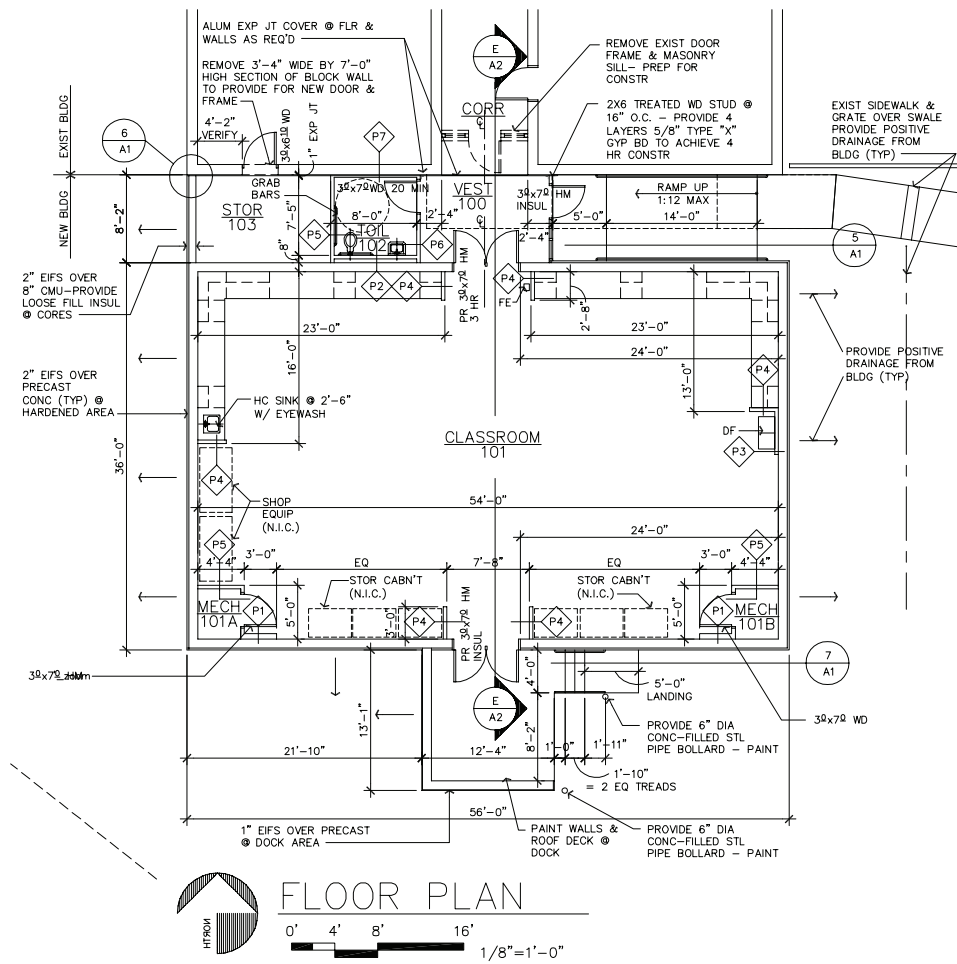 ALUM EXP JT COVER @ FLR &
WALLS AS REQ'D
REMOVE 3'-4" WIDE BY 7'-0"
HIGH SECTION OF BLOCK WALL
TO PROVIDE FOR NEW DOOR &
FRAME
4'-2"
VERIFY
1" EXP JT
P7
E
A2
CORR
REMOVE EXIST DOOR
FRAME & MASONRY
SILL– PREP FOR
CONSTR
2X6 TREATED WD STUD @
16" O.C. – PROVIDE 4
LAYERS 5/8" TYPE "X"
GYP BD TO ACHIEVE 4
HR CONSTR
EXIST SIDEWALK &
GRATE OVER SWALE
PROVIDE POSITIVE
DRAINAGE FROM
BLDG (TYP)
EXIST BLDG
NEW BLDG
6
A1
8'-2"
GRAB
BARS
STOR
103
7'-5"
8"
P5
30x70 WD 20 MIN
8'-0"
TOIL
102
VEST
100
2'-4"
P6
30x70 HM
INSUL
2'-4"
5'-0"
RAMP UP
1:12 MAX
14'-0"
5
A1
2" EIFS OVER
8" CMU–PROVIDE
LOOSE FILL INSUL
@ CORES
P2
P4
PR 30x70 HM
3 HR
P4
FE
2'-8"
23'-0"
23'-0"
24'-0"
16'-0"
13'-0"
P4
PROVIDE POSITIVE
DRAINAGE FROM
BLDG (TYP)
2" EIFS OVER
PRECAST
CONC (TYP) @
HARDENED AREA
HC SINK @ 2'-6"
W/ EYEWASH
DF
P3
CLASSROOM
101
36'-0"
P4
SHOP
EQUIP
(N.I.C.)
54'-0"
24'-0"
P5
P5
4'-4"
3'-0"
EQ
7'-8"
EQ
3'-0"
4'-4"
STOR CABN'T
(N.I.C.)
STOR CABN'T
(N.I.C.)
MECH
101A
P1
5'-0"
3'-0"
P4
PR 30x70 HM
INSUL
P4
5'-0"
P1
MECH
101B
7
A1
13'-1"
4'-0"
5'-0"
LANDING
E
A2
8'-2"
30x70 WD
PROVIDE 6" DIA
CONC-FILLED STL
PIPE BOLLARD – PAINT
21'-10"
12'-4"
1'-0"
1'-11"
1'-10"
= 2 EQ TREADS
56'-0"
1" EIFS OVER PRECAST
@ DOCK AREA
PAINT WALLS &
ROOF DECK @
DOCK
PROVIDE 6" DIA
CONC-FILLED STL
PIPE BOLLARD – PAINT
NORTH
FLOOR PLAN
0' 4' 8' 16'
1/8"=1'-0"